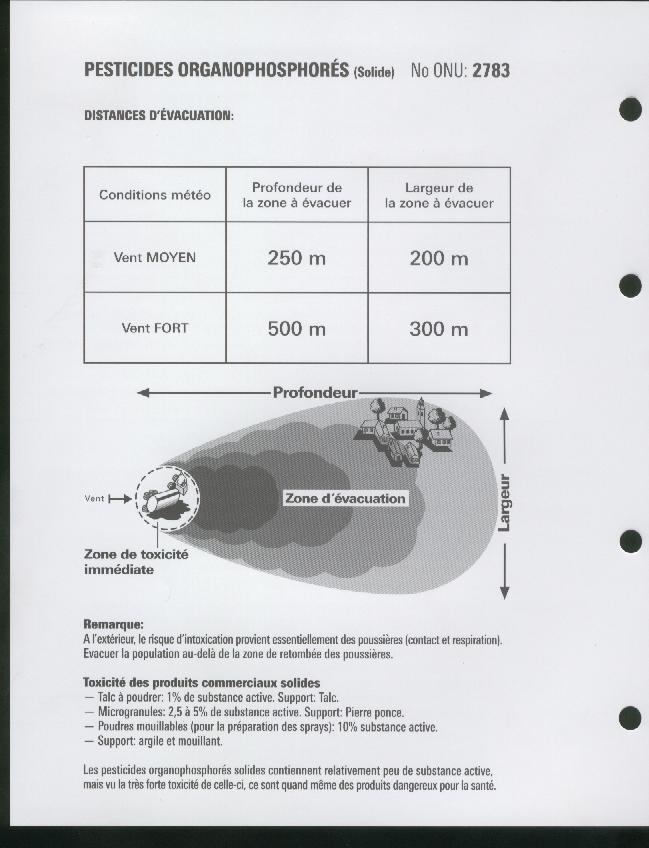 PESTICIDES ORGANOPHOSPHORÉS (Solide) No ONU: 2783
DISTANCES D'ÉVACUATION:
Conditions météo
Profondeur de
la zone à évacuer
Largeur de
la zone à évacuer
Vent MOYEN
250 m
200 m
Vent FORT
500 m
300 m
Profondeur
Vent
Zone d'évacuation
Largeur
Zone de toxicité
immédiate
Remarque:
A l'extérieur, le risque d'intoxication provient essentiellement des poussières (contact et respiration).
Evacuer la population au-delà de la zone de retombée des poussières.
Toxicité des produits commerciaux solides
— Talc à poudrer: 1% de substance active. Support: Talc.
— Microgranules: 2,5 à 5% de substance active. Support: Pierre ponce.
— Poudres mouillables (pour la préparation des sprays): 10% substance active.
— Support: argile et mouillant.
Les pesticides organophosphorés solides contiennent relativement peu de substance active,
mais vu la très forte toxicité de celle-ci, ce sont quand même des produits dangereux pour la santé.